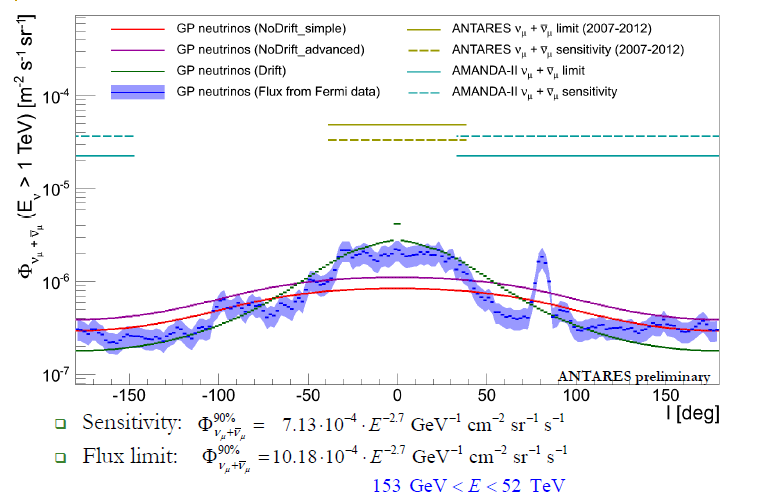 GP neutrinos (NoDrift_simple)
GP neutrinos (NoDrift_advanced)
GP neutrinos (Drift)
GP neutrinos (Flux from Fermi data)
ANTARES νμ + ν̄μ limit (2007-2012)
ANTARES νμ + ν̄μ sensitivity (2007-2012)
AMANDA-II νμ + ν̄μ limit
AMANDA-II νμ + ν̄μ sensitivity
Φνμ + ν̄μ (Eν > 1 TeV) [m⁻² s⁻¹ sr⁻¹]
10⁻⁴
10⁻⁵
10⁻⁶
10⁻⁷
ANTARES preliminary
-150 -100 -50 0 50 100 150
l [deg]
Sensitivity: Φ⁹⁰%νμ+ν̄μ = 7.13·10⁻⁴·E⁻²·⁷ GeV⁻¹ cm⁻² sr⁻¹ s⁻¹
Flux limit: Φ⁹⁰%νμ+ν̄μ =10.18·10⁻⁴·E⁻²·⁷ GeV⁻¹ cm⁻² sr⁻¹ s⁻¹
153 GeV < E < 52 TeV